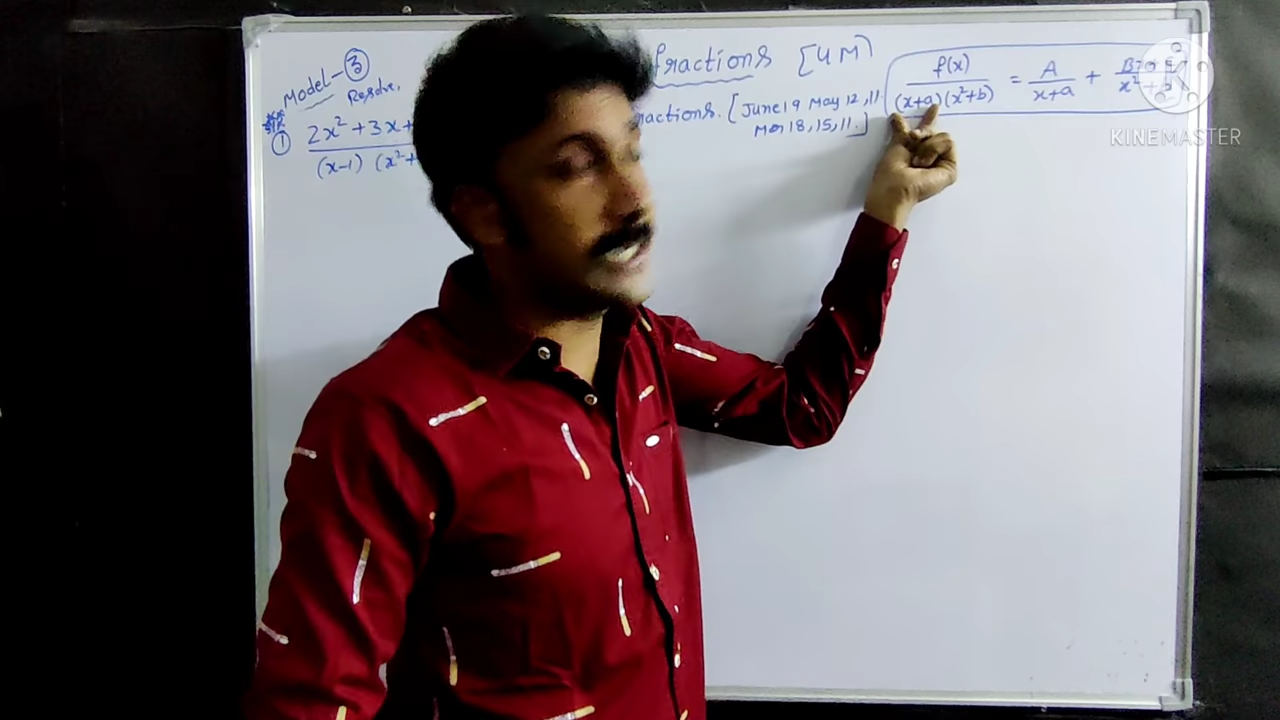 fractions [4M]
Model-③
Resolve, ractions. [June 19 May 12, 11
Mar 18, 15, 11.]
① 2x² + 3x+
(x-1) (x²+
f(x) / (x+a)(x²+b) = A / x+a +
KINEMASTER